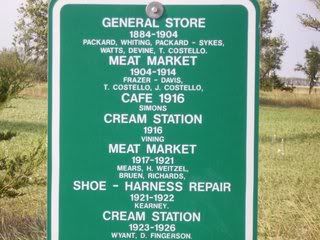 GENERAL STORE
1884-1904
PACKARD, WHITING, PACKARD - SYKES,
WATTS, DEVINE, T. COSTELLO.
MEAT MARKET
1904-1914
FRAZER - DAVIS,
T. COSTELLO, J. COSTELLO,
CAFE 1916
SIMONS
CREAM STATION
1916
VINING
MEAT MARKET
1917-1921
MEARS, H. WEITZEL,
BRUEN, RICHARDS,
SHOE - HARNESS REPAIR
1921-1922
KEARNEY.
CREAM STATION
1923-1926
WYANT, D. FINGERSON.